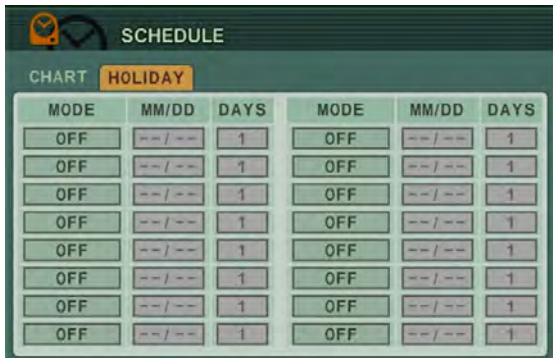 SCHEDULE
CHART HOLIDAY
MODE MM/DD DAYS MODE MM/DD DAYS
OFF --/-- 1 OFF --/-- 1
OFF --/-- 1 OFF --/-- 1
OFF --/-- 1 OFF --/-- 1
OFF --/-- 1 OFF --/-- 1
OFF --/-- 1 OFF --/-- 1
OFF --/-- 1 OFF --/-- 1
OFF --/-- 1 OFF --/-- 1
OFF --/-- 1 OFF --/-- 1